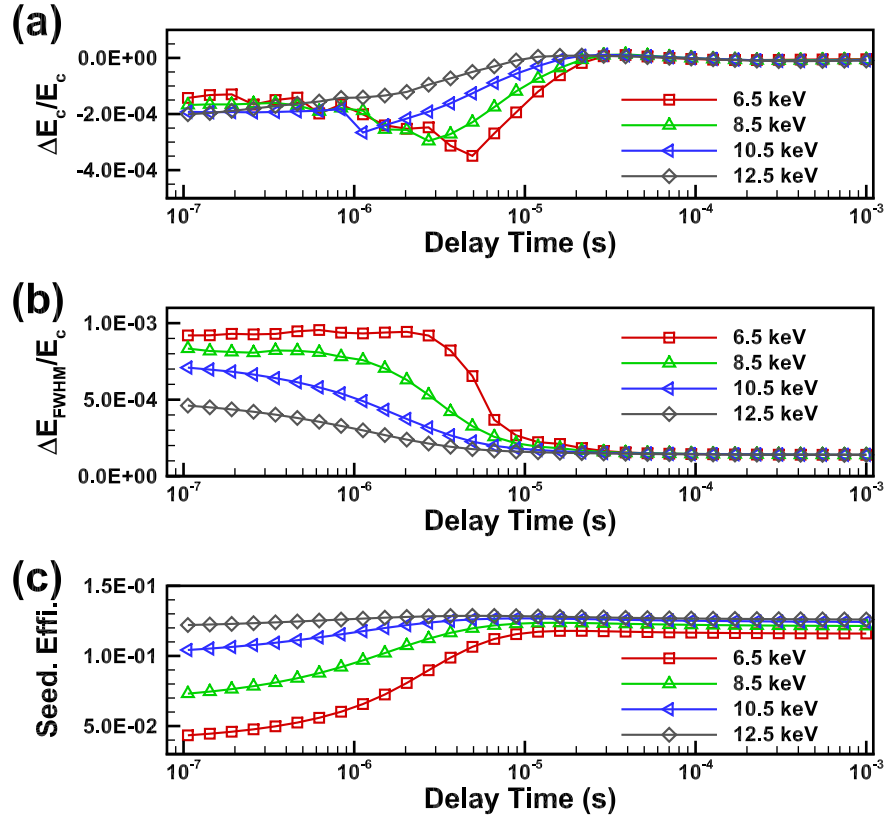 (a)
0.0E+00
-2.0E-04
-4.0E-04
ΔE_c/E_c
6.5 keV
8.5 keV
10.5 keV
12.5 keV
10^-7
10^-6
10^-5
10^-4
10^-3
Delay Time (s)
(b)
1.0E-03
5.0E-04
0.0E+00
ΔE_FWHM/E_c
6.5 keV
8.5 keV
10.5 keV
12.5 keV
10^-7
10^-6
10^-5
10^-4
10^-3
Delay Time (s)
(c)
1.5E-01
1.0E-01
5.0E-02
Seed. Effi.
6.5 keV
8.5 keV
10.5 keV
12.5 keV
10^-7
10^-6
10^-5
10^-4
10^-3
Delay Time (s)